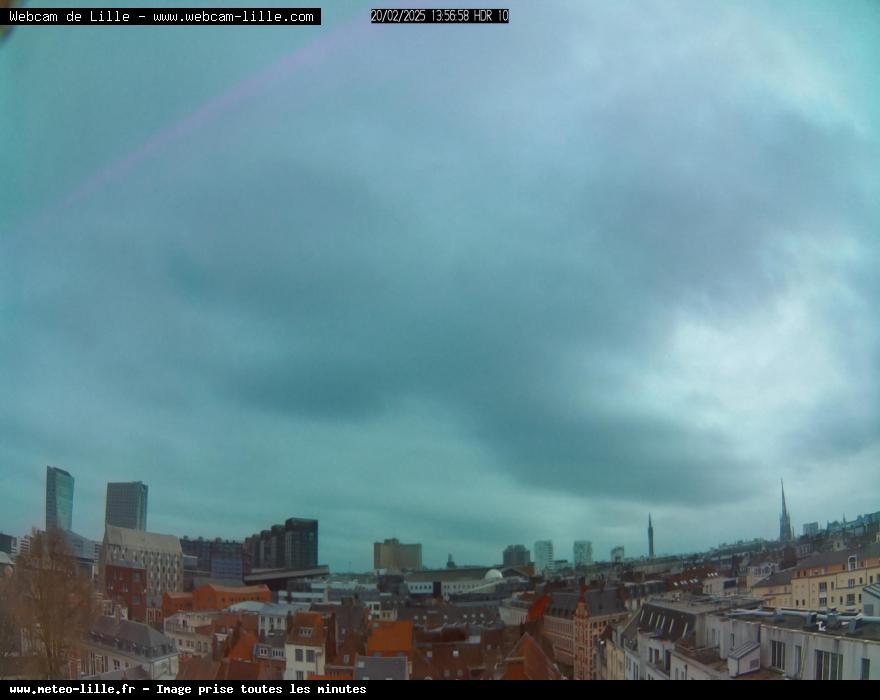 Webcam de Lille - www.webcam-lille.com
20/02/2025 13:56:58 HDR 10
www.meteo-lille.fr - Image prise toutes les minutes